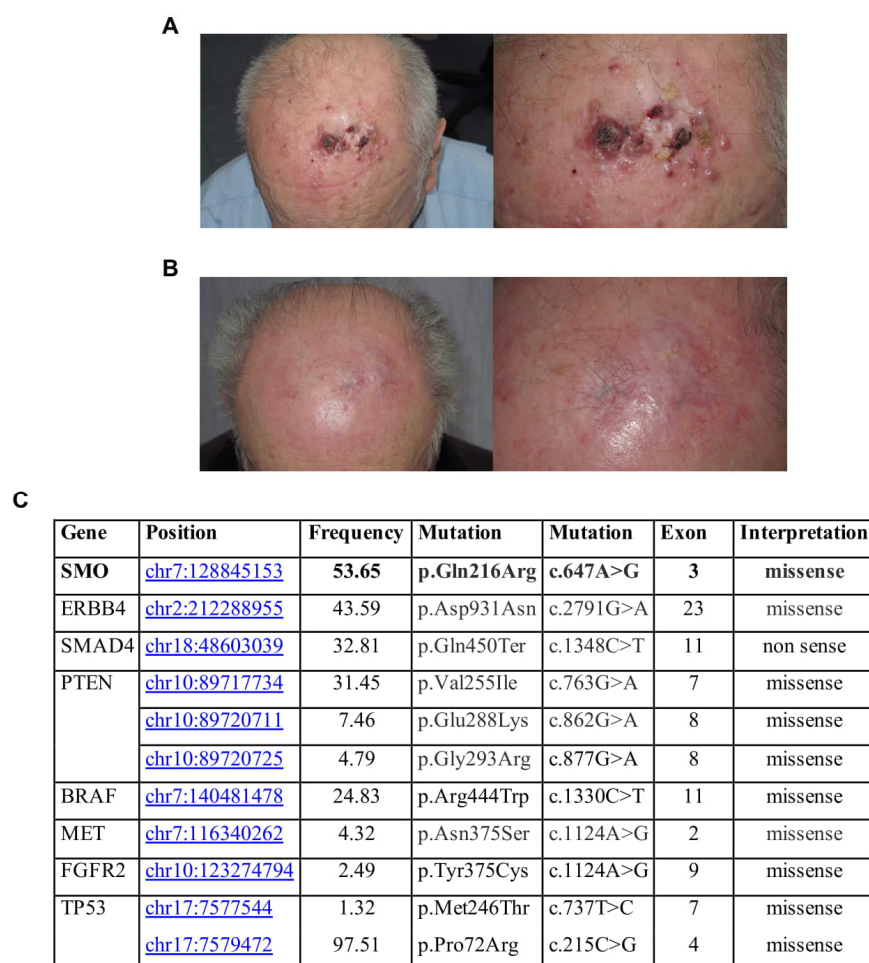 A
B
C
Gene Position Frequency Mutation Mutation Exon Interpretation
SMO chr7:128845153 53.65 p.Gln216Arg c.647A>G 3 missense
ERBB4 chr2:212288955 43.59 p.Asp931Asn c.2791G>A 23 missense
SMAD4 chr18:48603039 32.81 p.Gln450Ter c.1348C>T 11 non sense
PTEN chr10:89717734 31.45 p.Val255Ile c.763G>A 7 missense
chr10:89720711 7.46 p.Glu288Lys c.862G>A 8 missense
chr10:89720725 4.79 p.Gly293Arg c.877G>A 8 missense
BRAF chr7:140481478 24.83 p.Arg444Trp c.1330C>T 11 missense
MET chr7:116340262 4.32 p.Asn375Ser c.1124A>G 2 missense
FGFR2 chr10:123274794 2.49 p.Tyr375Cys c.1124A>G 9 missense
TP53 chr17:7577544 1.32 p.Met246Thr c.737T>C 7 missense
chr17:7579472 97.51 p.Pro72Arg c.215C>G 4 missense